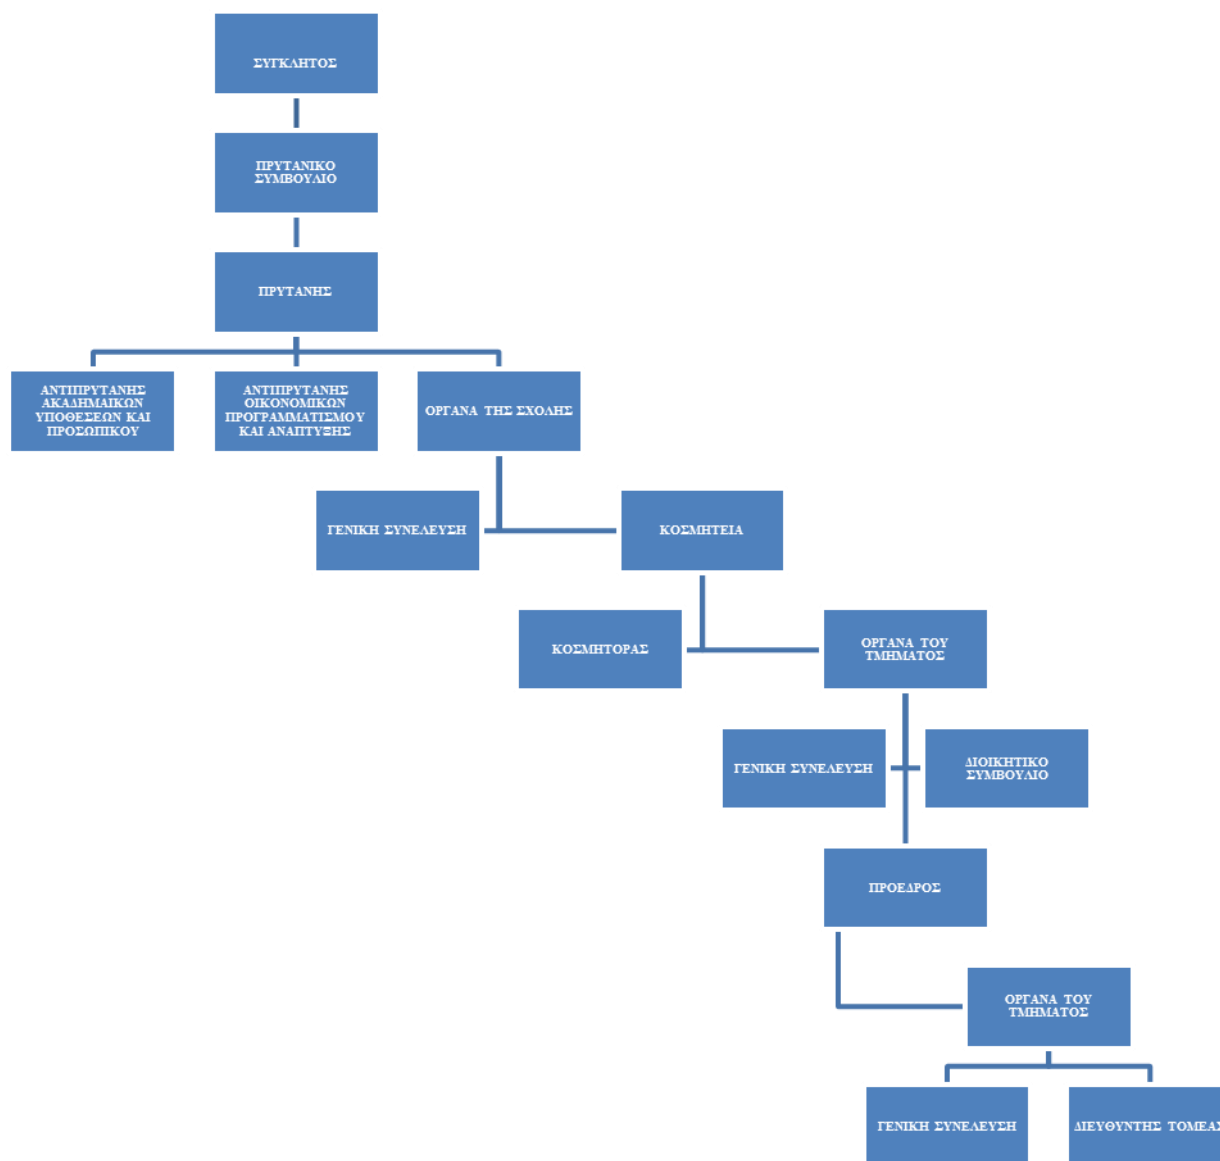 ΣΥΓΚΛΗΤΟΣ
ΠΡΥΤΑΝΙΚΟ
ΣΥΜΒΟΥΛΙΟ
ΠΡΥΤΑΝΗΣ
ΑΝΤΙΠΡΥΤΑΝΗΣ
ΑΚΑΔΗΜΑΙΚΩΝ
ΥΠΟΘΕΣΕΩΝ ΚΑΙ
ΠΡΟΣΩΠΙΚΟΥ
ΑΝΤΙΠΡΥΤΑΝΗΣ
ΟΙΚΟΝΟΜΙΚΩΝ
ΠΡΟΓΡΑΜΜΑΤΙΣΜΟΥ
ΚΑΙ ΑΝΑΠΤΥΞΗΣ
ΟΡΓΑΝΑ ΤΗΣ ΣΧΟΛΗΣ
ΓΕΝΙΚΗ ΣΥΝΕΛΕΥΣΗ
ΚΟΣΜΗΤΕΙΑ
ΚΟΣΜΗΤΟΡΑΣ
ΟΡΓΑΝΑ ΤΟΥ
ΤΜΗΜΑΤΟΣ
ΓΕΝΙΚΗ ΣΥΝΕΛΕΥΣΗ
ΔΙΟΙΚΗΤΙΚΟ
ΣΥΜΒΟΥΛΙΟ
ΠΡΟΕΔΡΟΣ
ΟΡΓΑΝΑ ΤΟΥ
ΤΜΗΜΑΤΟΣ
ΓΕΝΙΚΗ ΣΥΝΕΛΕΥΣΗ
ΔΙΕΥΘΥΝΤΗΣ ΤΟΜΕΑΣ